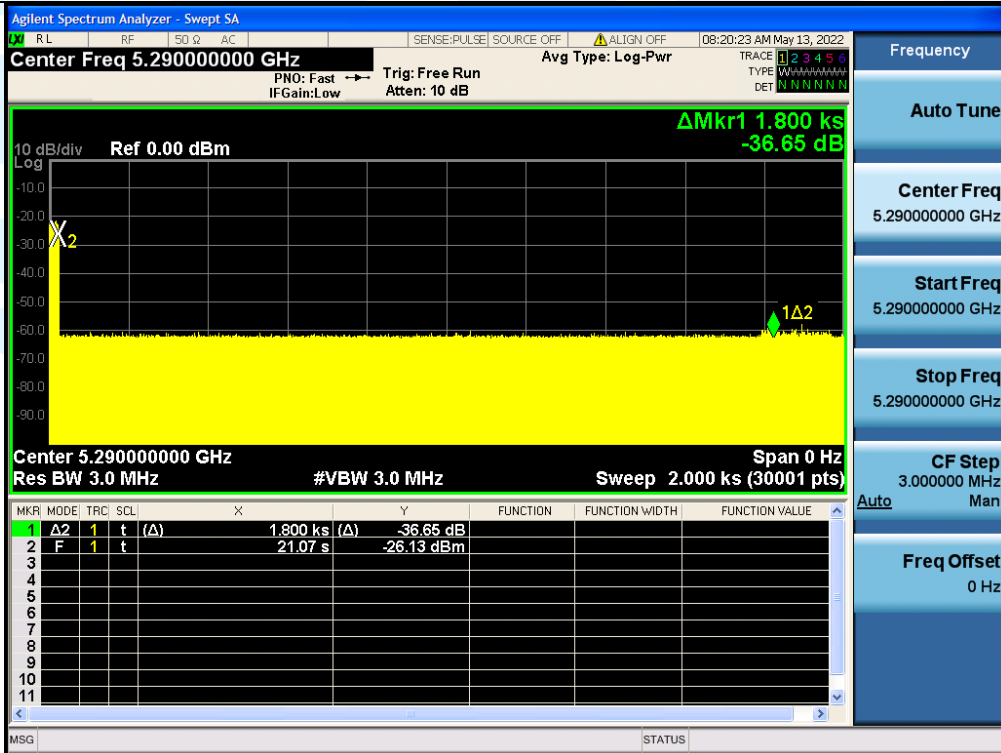 Agilent Spectrum Analyzer - Swept SA
LXI RL RF 50 Ω AC SENSE:PULSE SOURCE OFF ALIGN OFF 08:20:23 AM May 13, 2022
Center Freq 5.290000000 GHz Avg Type: Log-Pwr TRACE 1 2 3 4 5 6
PNO: Fast Trig: Free Run TYPE W
IFGain:Low Atten: 10 dB DET N N N N N N
ΔMkr1 1.800 ks
10 dB/div Ref 0.00 dBm -36.65 dB
Log
-10.0
-20.0
2
-30.0
-40.0
-50.0
1Δ2
-60.0
-70.0
-80.0
-90.0
Center 5.290000000 GHz Span 0 Hz
Res BW 3.0 MHz #VBW 3.0 MHz Sweep 2.000 ks (30001 pts)
MKR MODE TRC SCL X Y FUNCTION FUNCTION WIDTH FUNCTION VALUE
1 Δ2 1 t (Δ) 1.800 ks (Δ) -36.65 dB
2 F 1 t 21.07 s -26.13 dBm
3
4
5
6
7
8
9
10
11
MSG STATUS
Frequency
Auto Tune
Center Freq
5.290000000 GHz
Start Freq
5.290000000 GHz
Stop Freq
5.290000000 GHz
CF Step
3.000000 MHz
Auto Man
Freq Offset
0 Hz